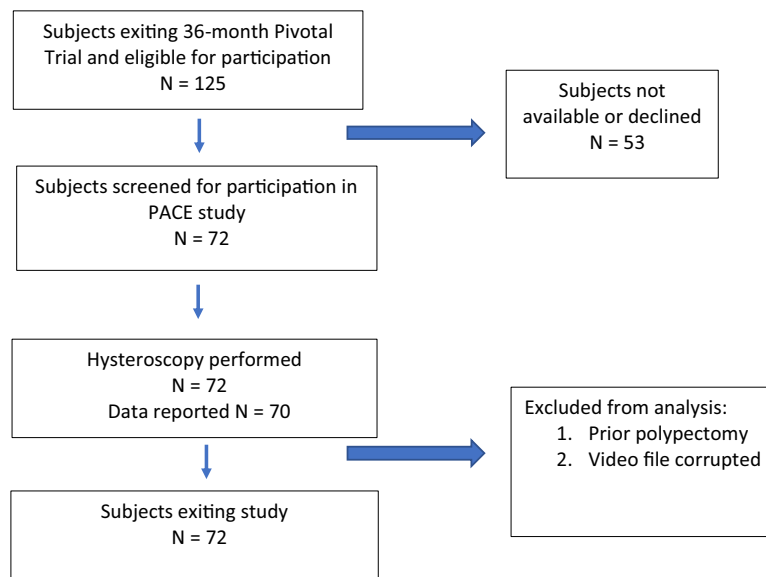 Subjects exiting 36-month Pivotal
Trial and eligible for participation
N = 125
Subjects not
available or declined
N = 53
Subjects screened for participation in
PACE study
N = 72
Hysteroscopy performed
N = 72
Data reported N = 70
Excluded from analysis:
1. Prior polypectomy
2. Video file corrupted
Subjects exiting study
N = 72